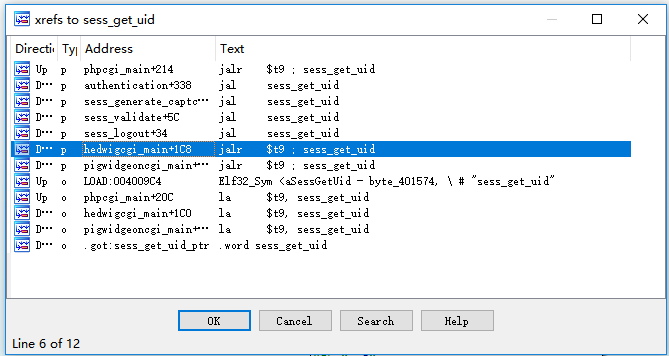 xrefs to sess_get_uid
Directic Typ Address Text
Up p phpcgi_main+214 jalr $t9 ; sess_get_uid
D… p authentication+338 jal sess_get_uid
D… p sess_generate_captc… jal sess_get_uid
D… p sess_validate+5C jal sess_get_uid
D… p sess_logout+34 jal sess_get_uid
D… p hedwigcgi_main+1C8 jalr $t9 ; sess_get_uid
D… p pigwidgeoncgi_main+… jalr $t9 ; sess_get_uid
Up o LOAD:004009C4 Elf32_Sym <aSessGetUid - byte_401574, \ # "sess_get_uid"
Up o phpcgi_main+20C la $t9, sess_get_uid
D… o hedwigcgi_main+1C0 la $t9, sess_get_uid
D… o pigwidgeoncgi_main+… la $t9, sess_get_uid
D… o .got:sess_get_uid_ptr .word sess_get_uid
OK Cancel Search Help
Line 6 of 12